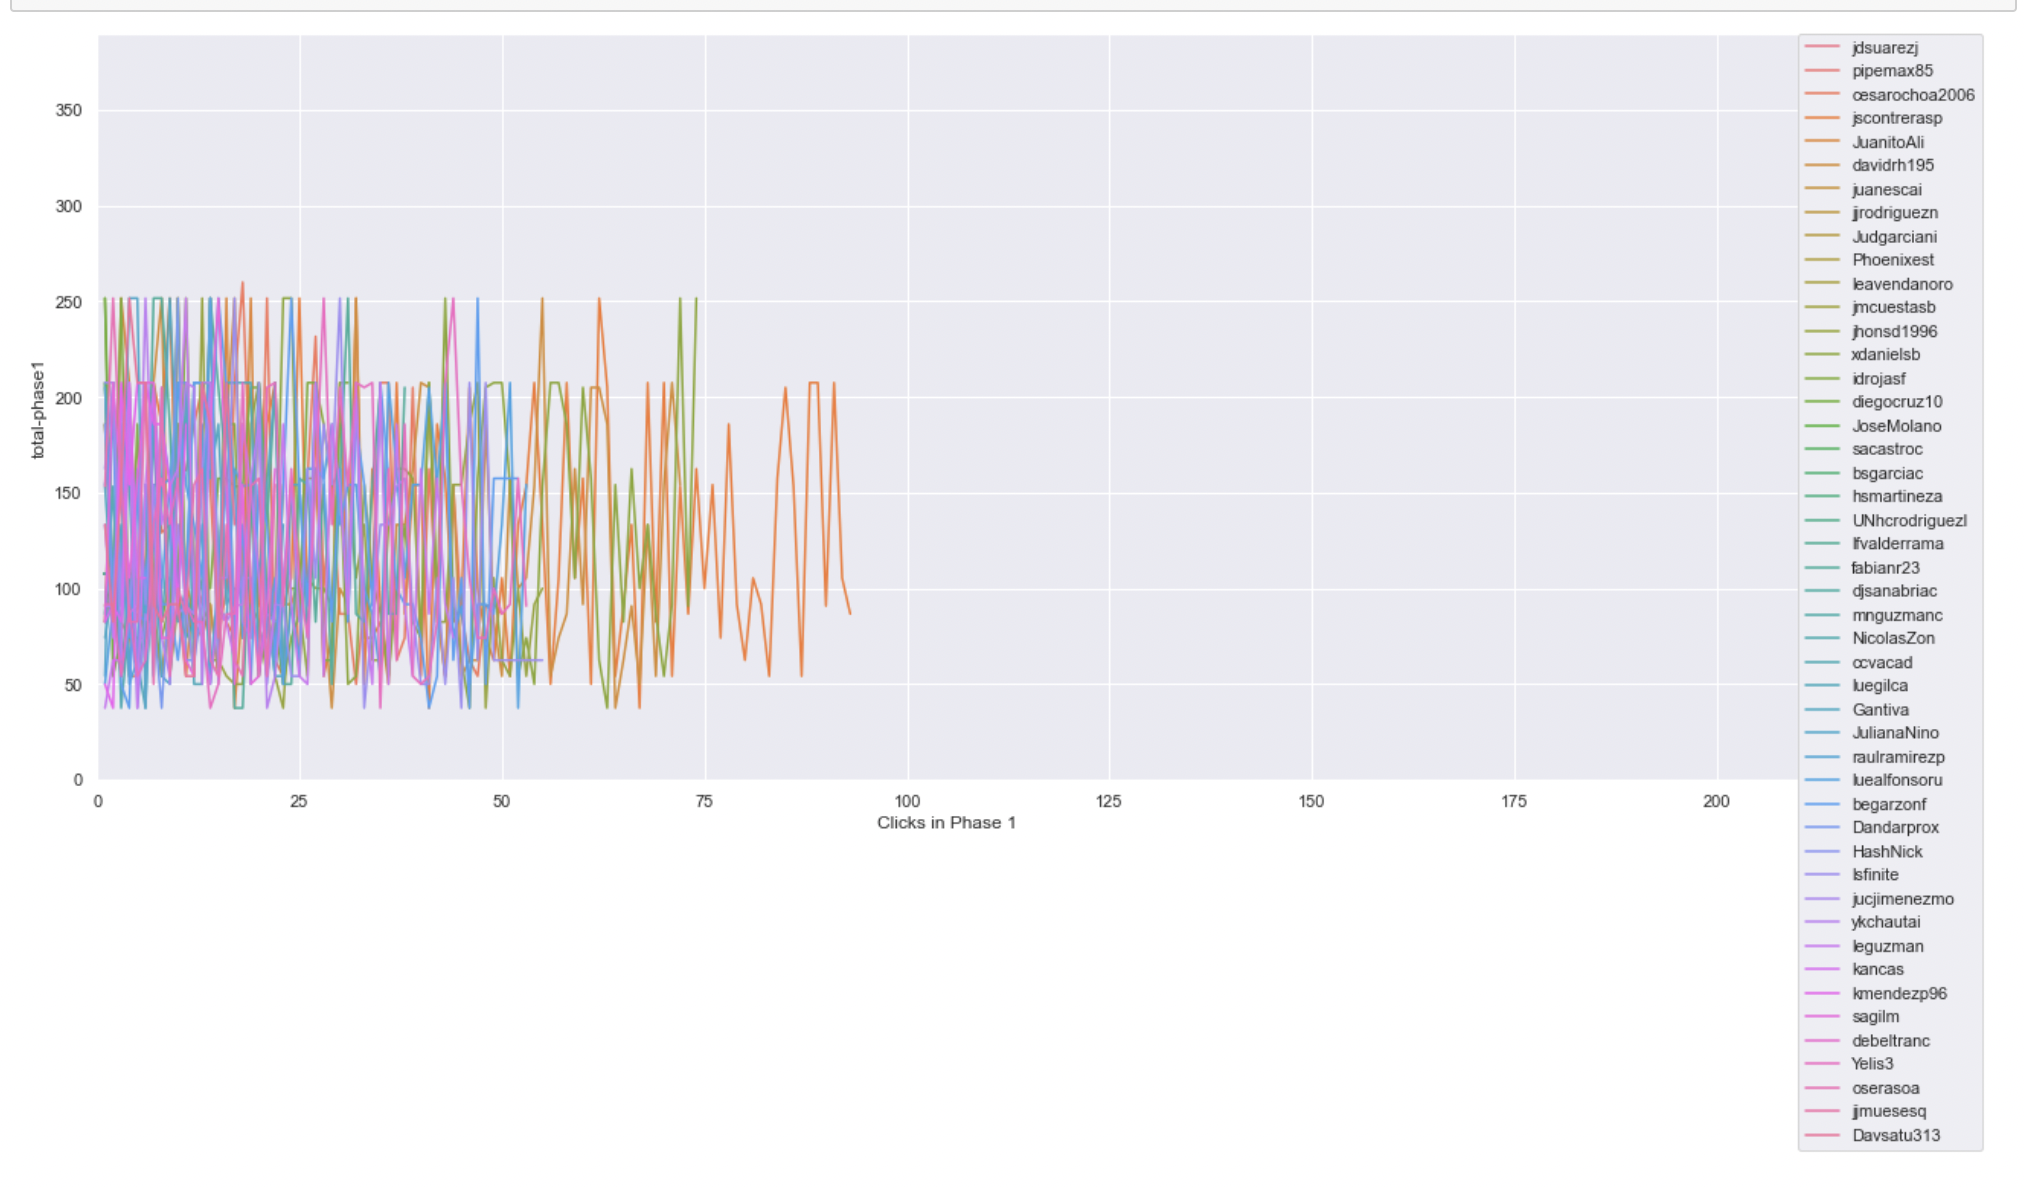 350
300
250
200
150
100
50
0
total-phase1
0 25 50 75 100 125 150 175 200
Clicks in Phase 1
jdsuarezj
pipemax85
cesarochoa2006
jscontrerasp
JuanitoAli
davidrh195
juanescai
jjrodriguezn
Judgarciani
Phoenixest
leavendanoro
jmcuestasb
jhonsd1996
xdanielsb
idrojasf
diegocruz10
JoseMolano
sacastroc
bsgarciac
hsmartineza
UNhcrodriguezl
lfvalderrama
fabianr23
djsanabriac
mnguzmanc
NicolasZon
ccvacad
luegilca
Gantiva
JulianaNino
raulramirezp
luealfonsoru
begarzonf
Dandarprox
HashNick
lsfinite
jucjimenezmo
ykchautai
leguzman
kancas
kmendezp96
sagilm
debeltranc
Yelis3
oserasoa
jjmuesesq
Davsatu313